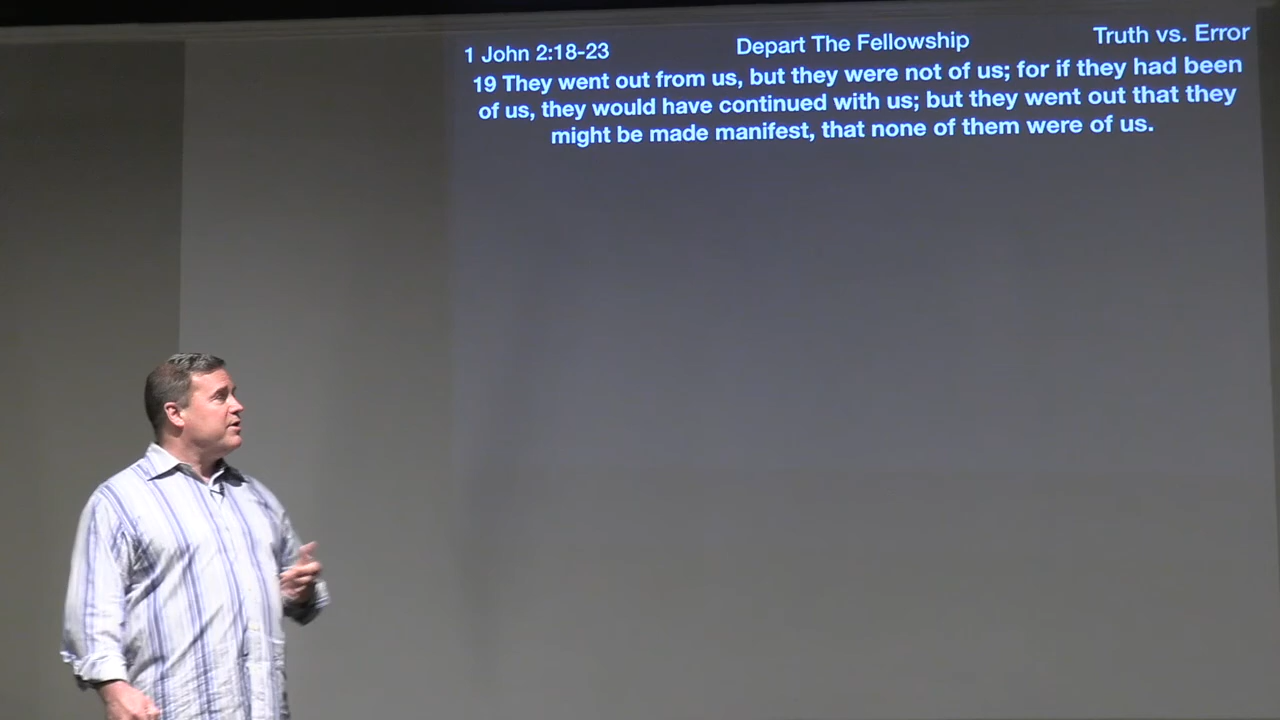 1 John 2:18-23 Depart The Fellowship Truth vs. Error
19 They went out from us, but they were not of us; for if they had been
of us, they would have continued with us; but they went out that they
might be made manifest, that none of them were of us.